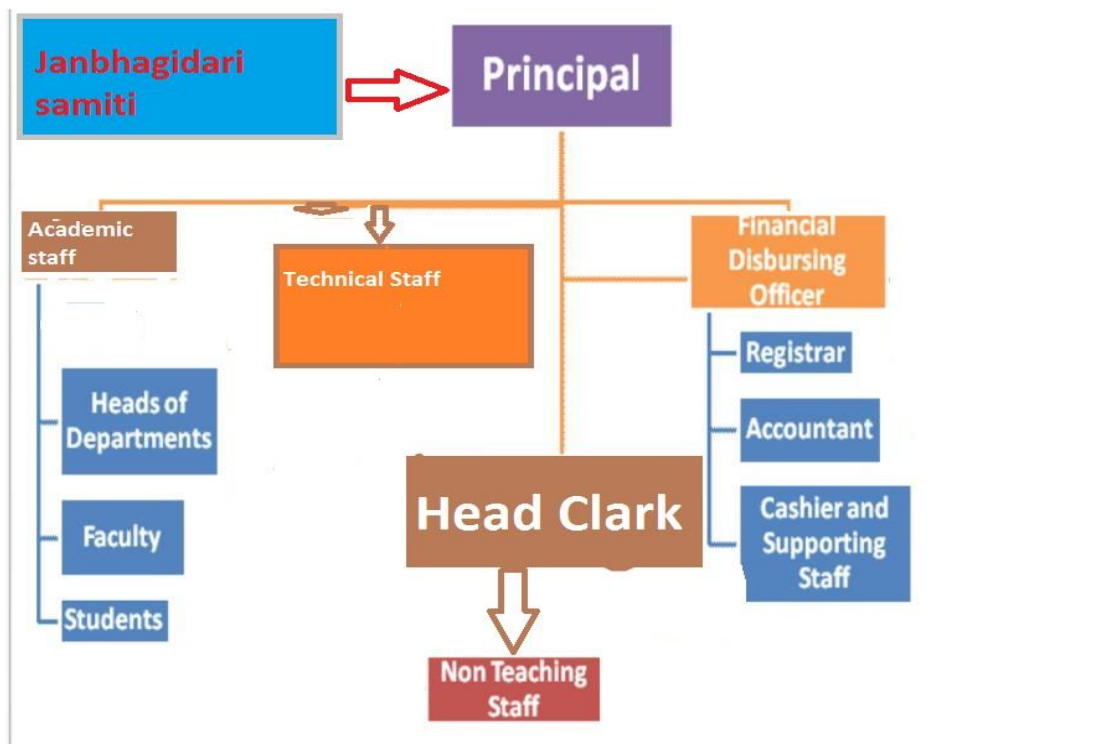 Janbhagidari
samiti
Principal
Academic
staff
Technical Staff
Financial
Disbursing
Officer
Registrar
Heads of
Departments
Accountant
Head Clark
Cashier and
Supporting
Staff
Faculty
Students
Non Teaching
Staff